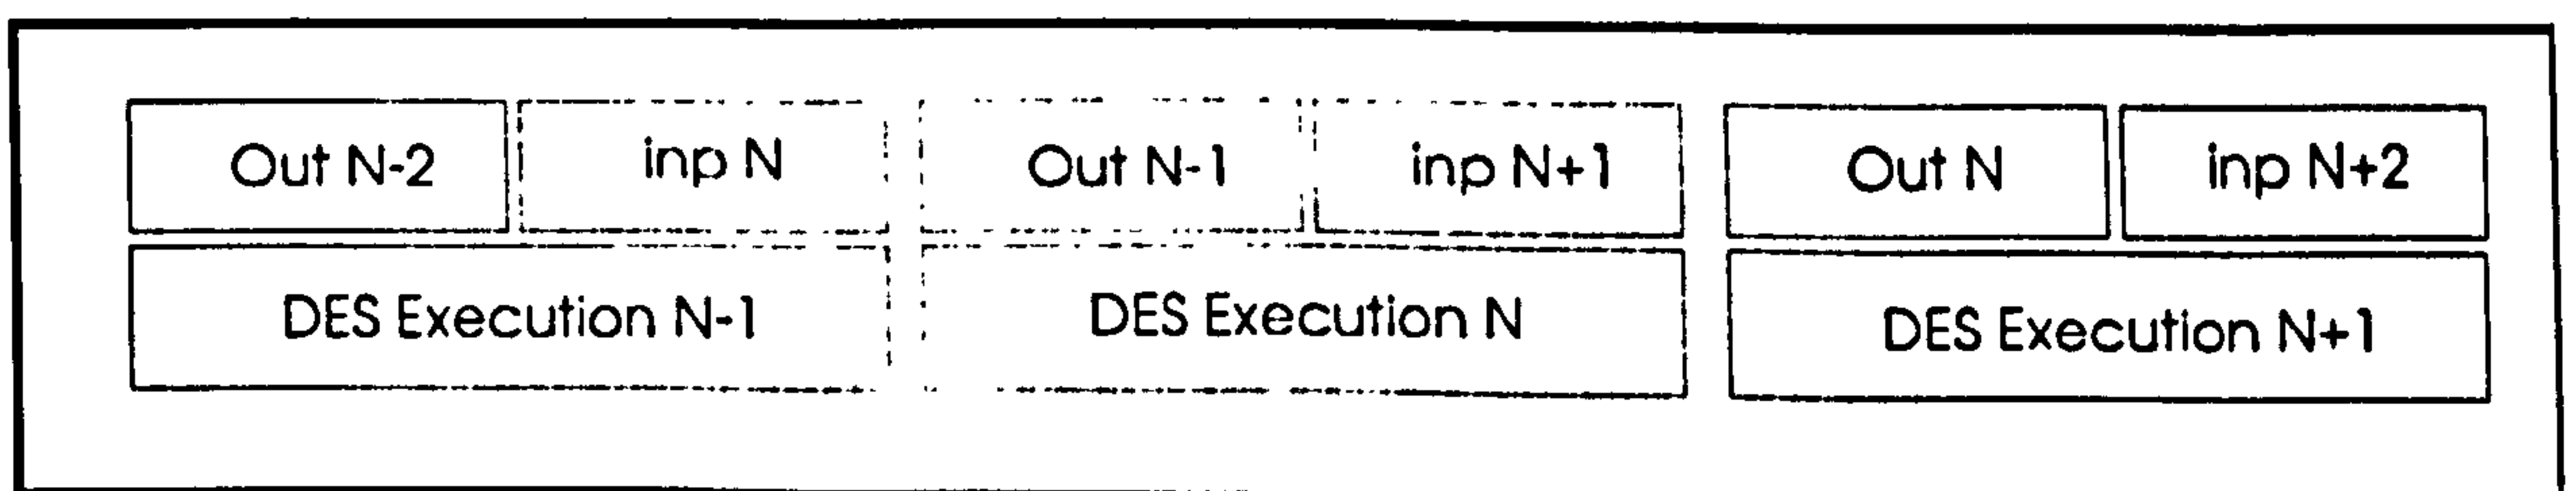 Out N-2 inp N Out N-1 inp N+1 Out N inp N+2
DES Execution N-1 DES Execution N DES Execution N+1